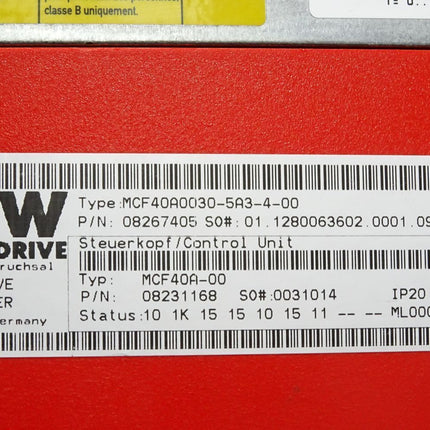 classe B uniquement.
W
DRIVE
ruchsal
VE
ER
ermany
Type:MCF40A0030-5A3-4-00
P/N: 08267405 SO#: 01.1280063602.0001.09
Steuerkopf/Control Unit
Typ: MCF40A-00
P/N: 08231168 SO#:0031014 IP20
Status:10 1K 15 15 10 15 11 -- -- ML000